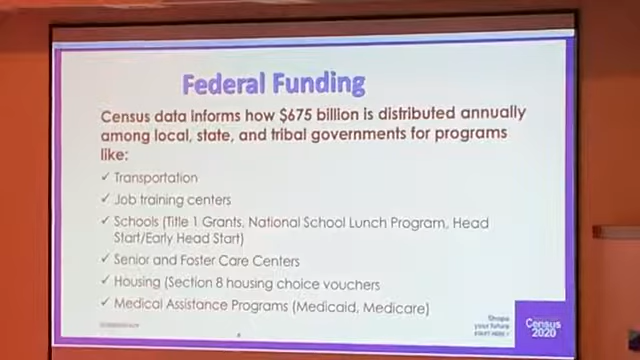 Federal Funding
Census data informs how $675 billion is distributed annually
among local, state, and tribal governments for programs
like:
✓ Transportation
✓ Job training centers
✓ Schools (Title 1 Grants, National School Lunch Program, Head
Start/Early Head Start)
✓ Senior and Foster Care Centers
✓ Housing (Section 8 housing choice vouchers
✓ Medical Assistance Programs (Medicaid, Medicare)
Shape
your future
START HERE >
Census
2020